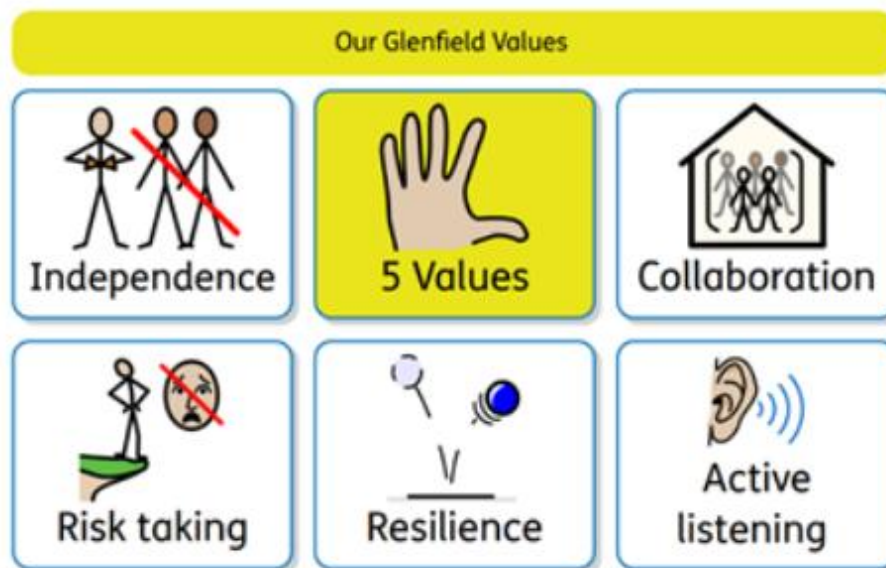 Our Glenfield Values
Independence
5 Values
Collaboration
Risk taking
Resilience
Active
listening